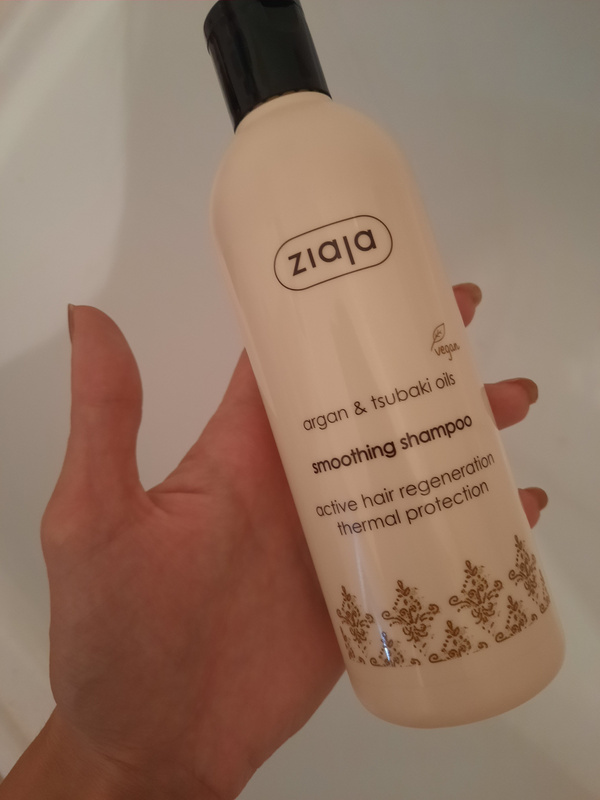 ziaja
vegan
argan & tsubaki oils
smoothing shampoo
active hair regeneration
thermal protection